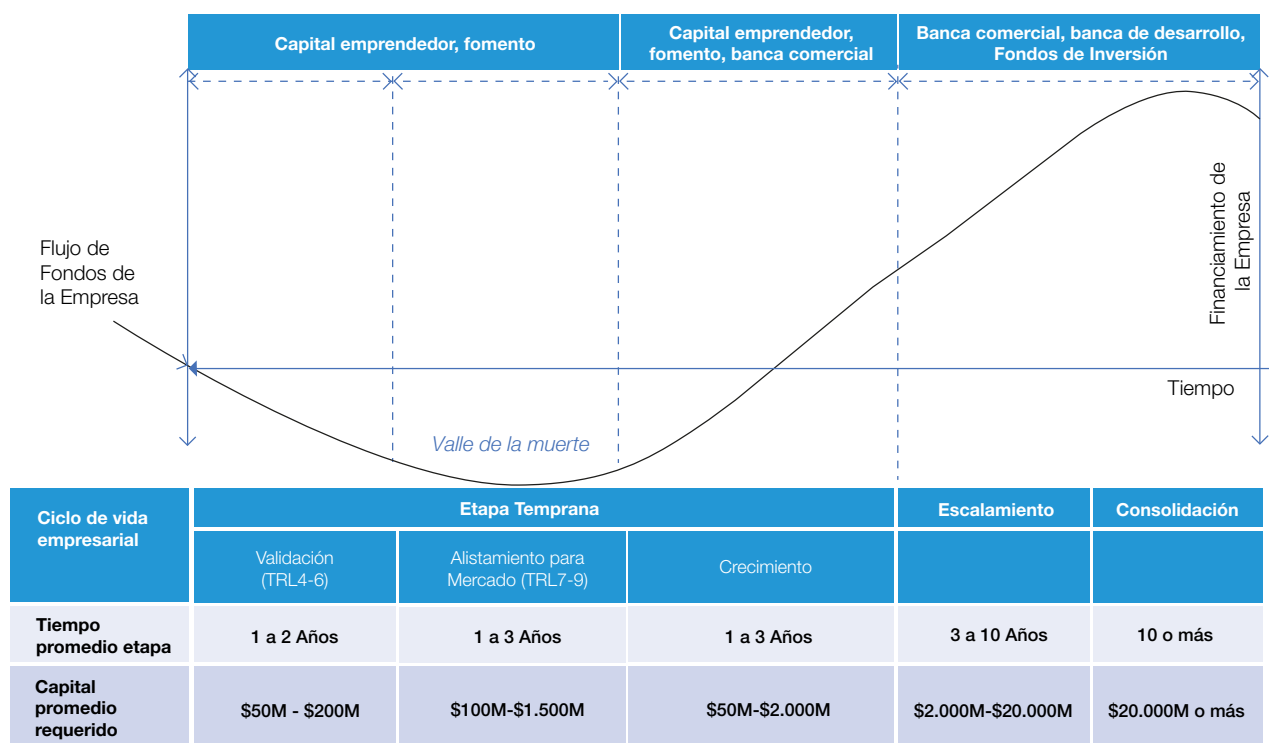 Capital emprendedor, fomento
Capital emprendedor,
fomento, banca comercial
Banca comercial, banca de desarrollo,
Fondos de Inversión
Flujo de
Fondos de
la Empresa
Financiamiento de
la Empresa
Tiempo
Valle de la muerte
Ciclo de vida
empresarial
Etapa Temprana
Escalamiento
Consolidación
Validación
(TRL4-6)
Alistamiento para
Mercado (TRL7-9)
Crecimiento
Tiempo
promedio etapa
1 a 2 Años
1 a 3 Años
1 a 3 Años
3 a 10 Años
10 o más
Capital
promedio
requerido
$50M - $200M
$100M-$1.500M
$50M-$2.000M
$2.000M-$20.000M
$20.000M o más